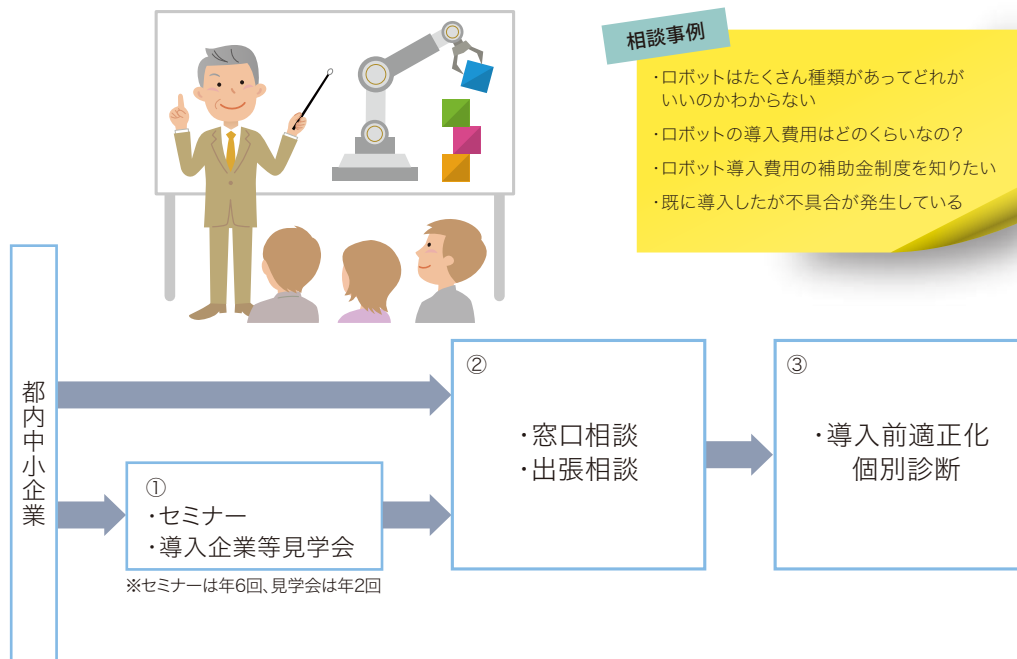 相談事例
・ロボットはたくさん種類があってどれが
いいのかわからない
・ロボットの導入費用はどのくらいなの?
・ロボット導入費用の補助金制度を知りたい
・既に導入したが不具合が発生している
都内中小企業
①
・セミナー
・導入企業等見学会
※セミナーは年6回、見学会は年2回
②
・窓口相談
・出張相談
③
・導入前適正化
個別診断